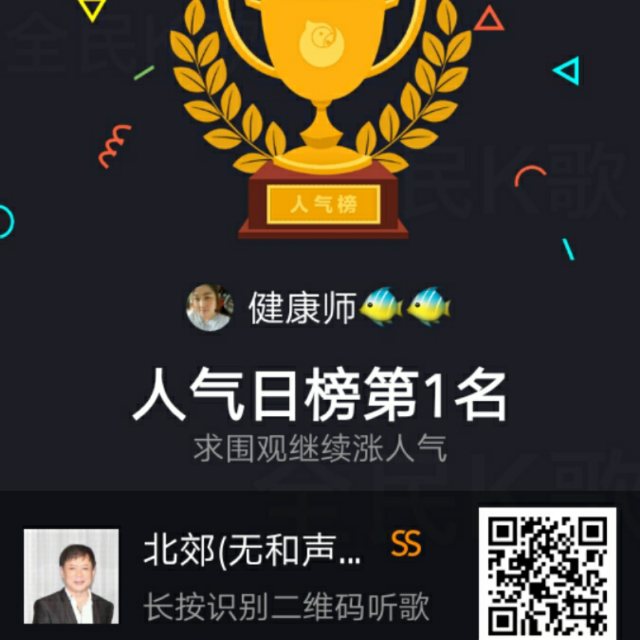 全民K歌
人气榜
健康师🐠🐠
人气日榜第1名
求围观继续涨人气
北郊(无和声... SS
长按识别二维码听歌